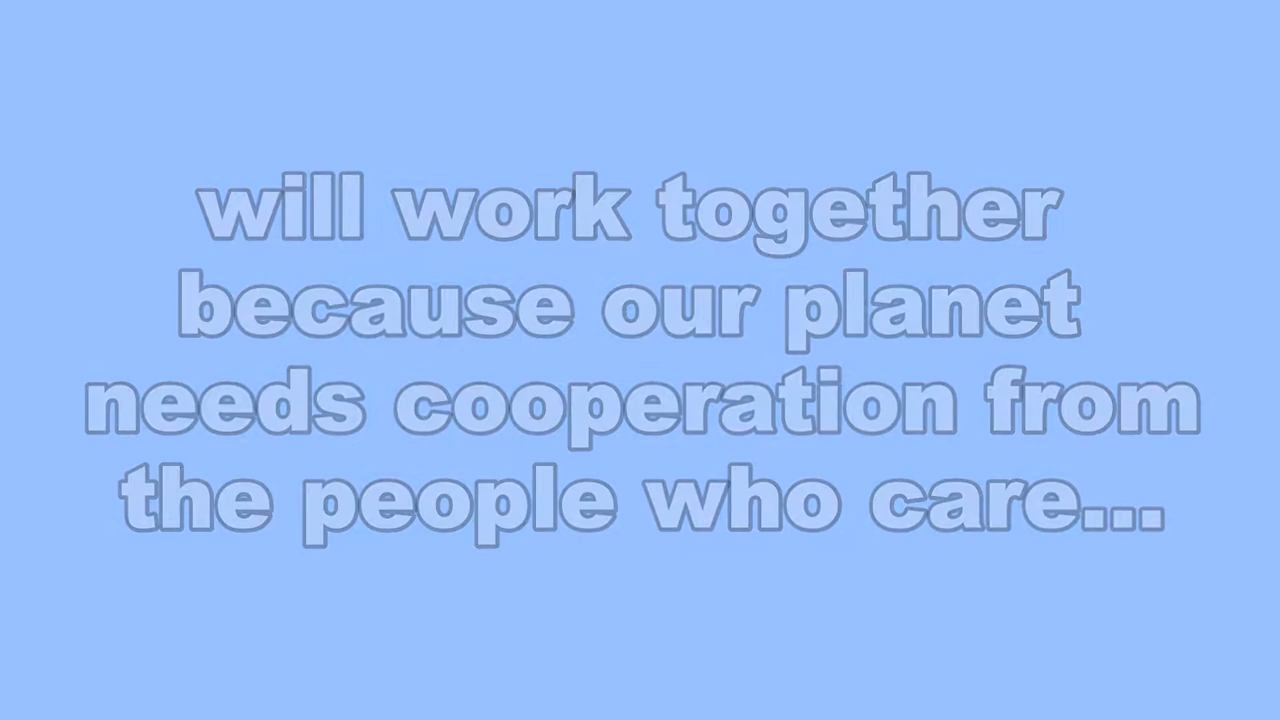 will work together
because our planet
needs cooperation from
the people who care...